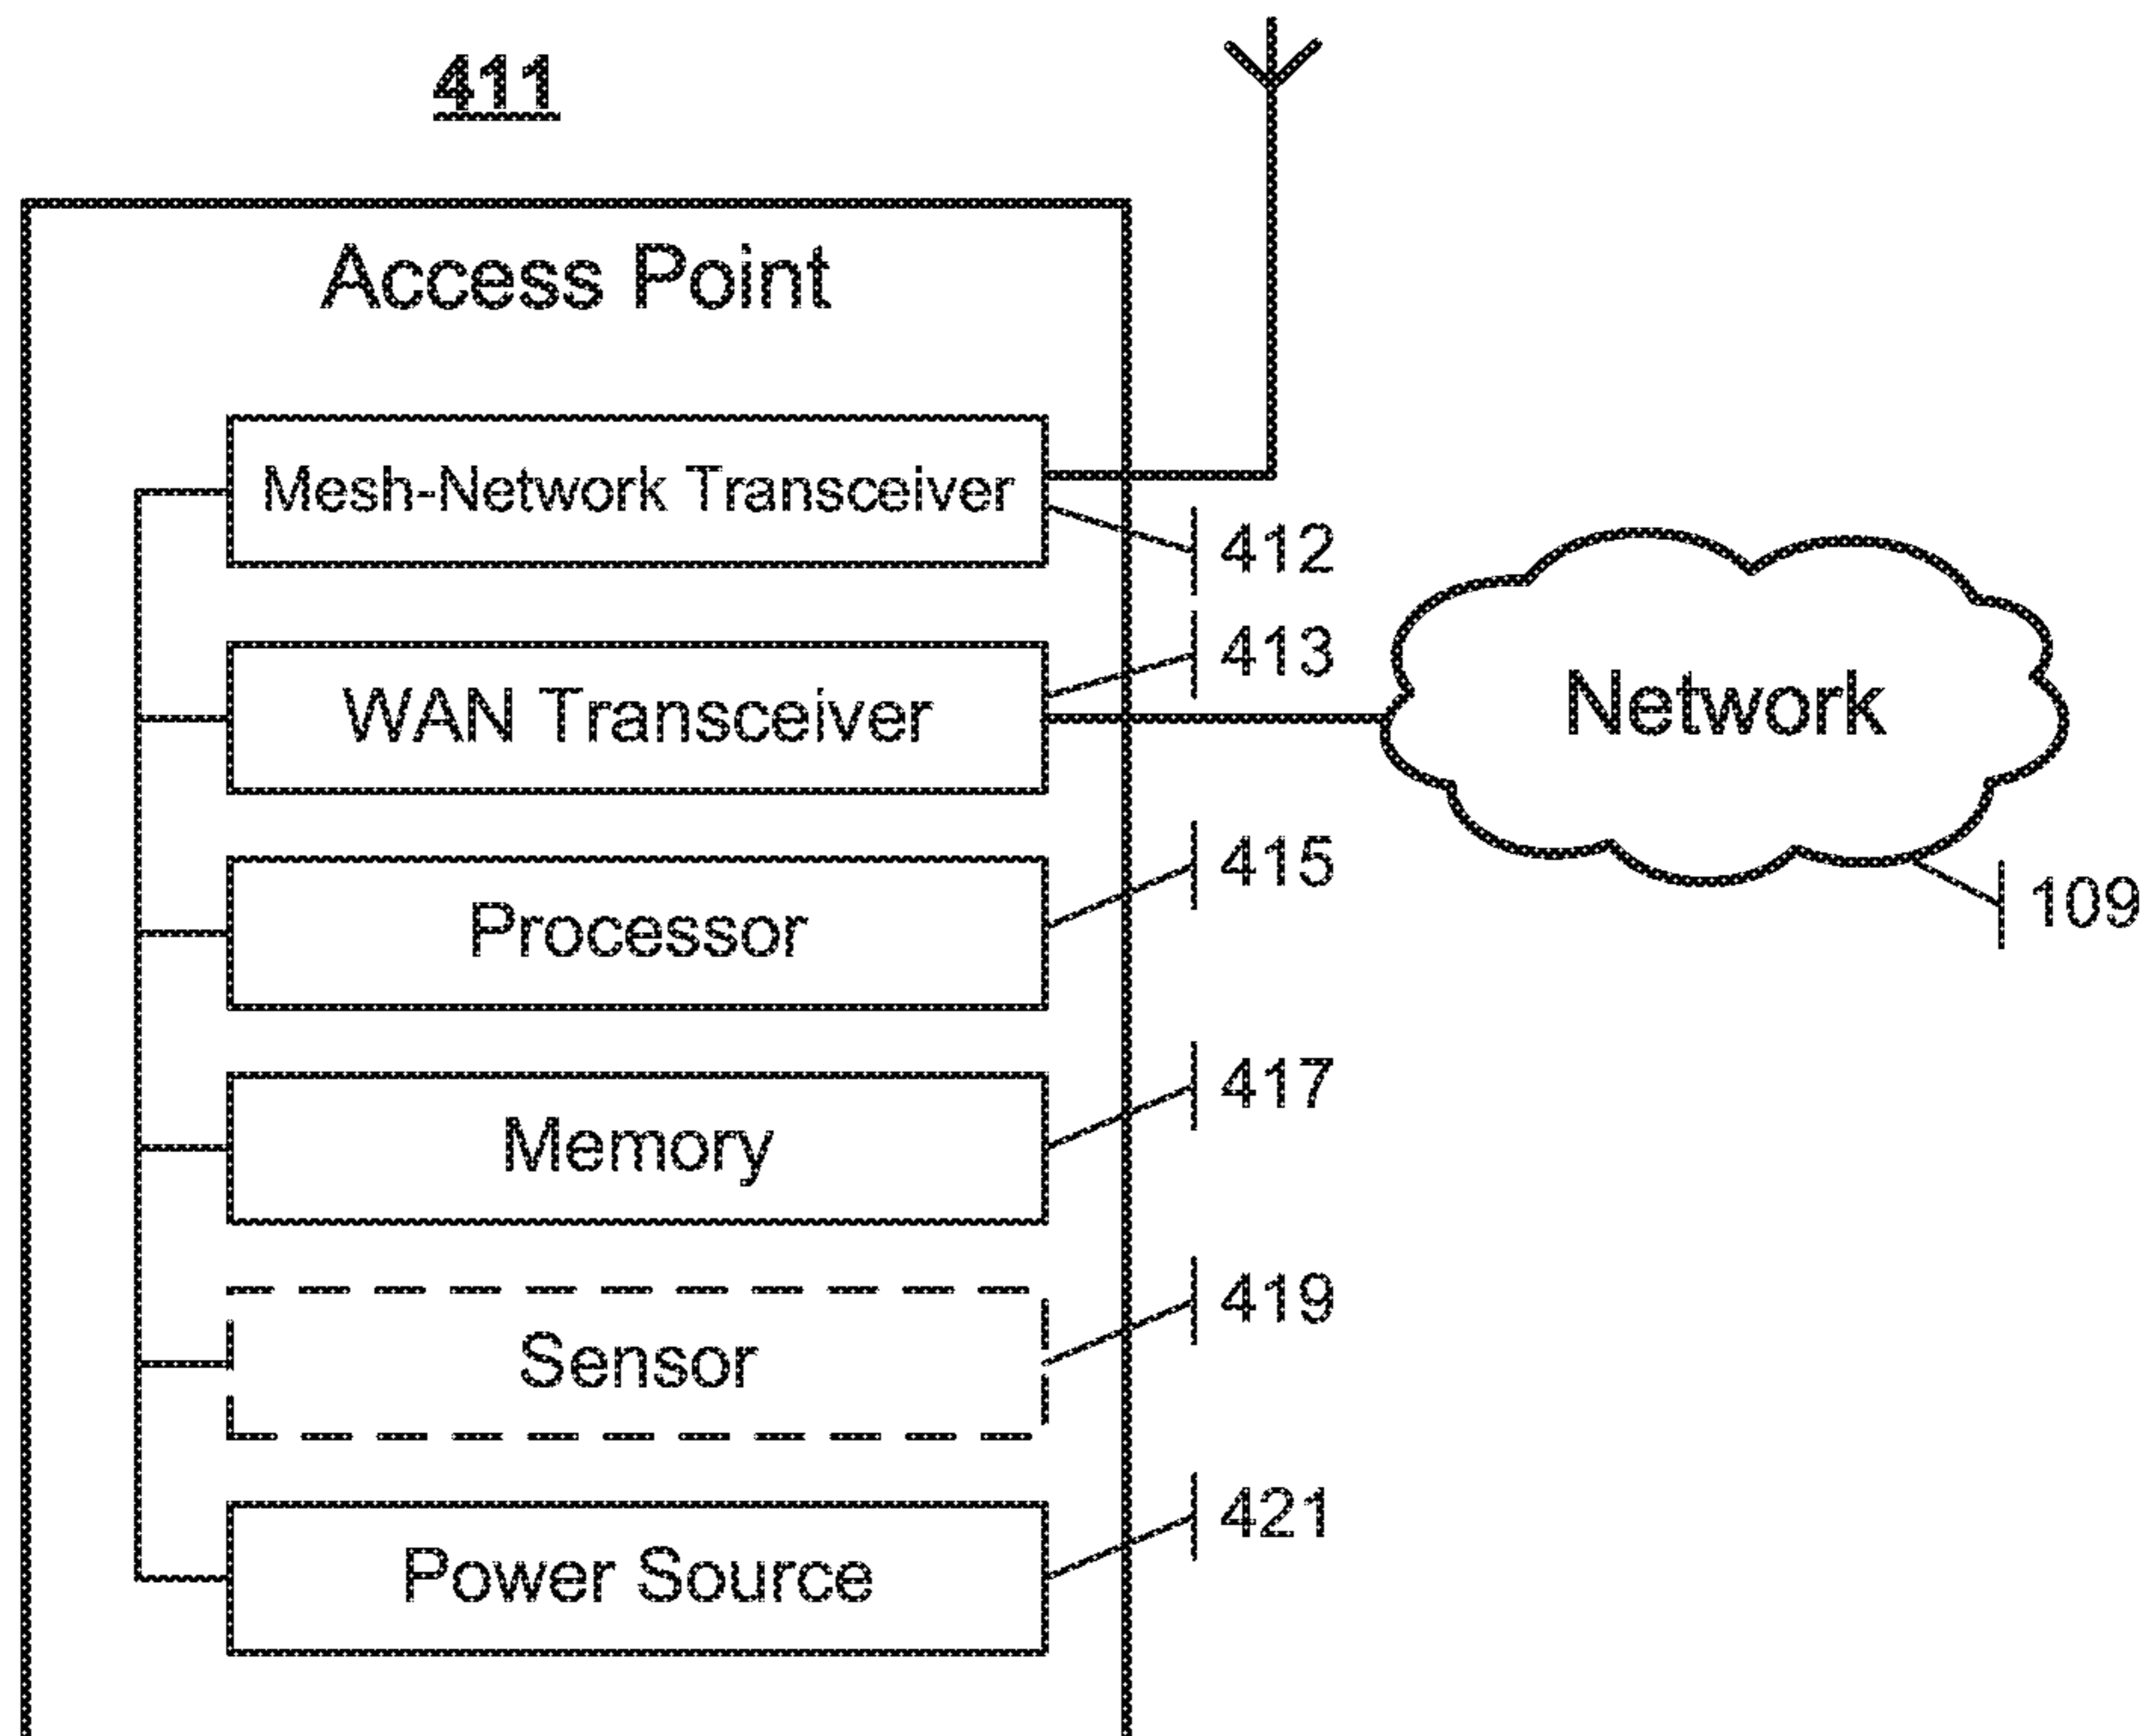 411
Access Point
Mesh-Network Transceiver
412
413
WAN Transceiver
Network
415
109
Processor
417
Memory
419
Sensor
421
Power Source